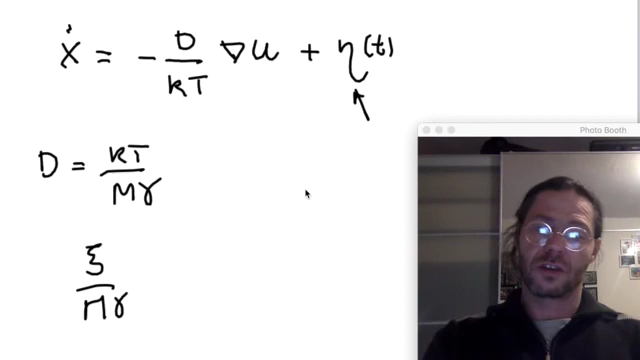 ẋ = - D/kT ∇u + η(t)
D = kT/Mγ
Photo Booth
ξ/Mγ